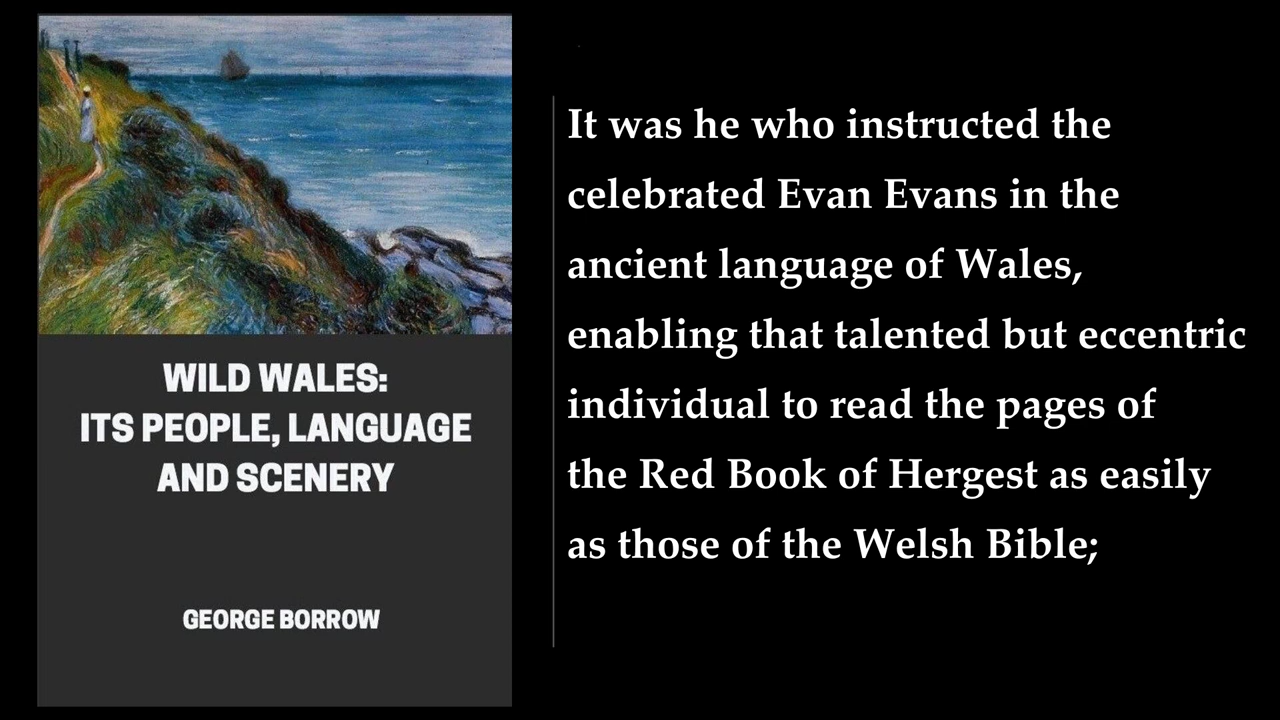 WILD WALES:
ITS PEOPLE, LANGUAGE
AND SCENERY
GEORGE BORROW
It was he who instructed the
celebrated Evan Evans in the
ancient language of Wales,
enabling that talented but eccentric
individual to read the pages of
the Red Book of Hergest as easily
as those of the Welsh Bible;